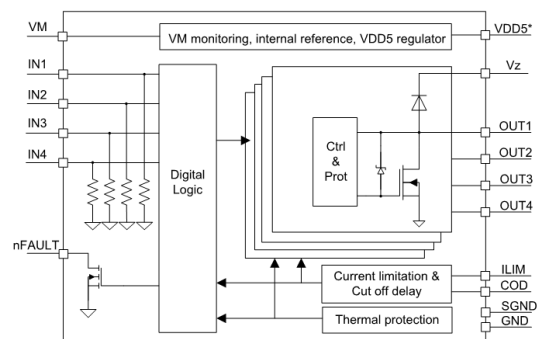 VM
VM monitoring, internal reference, VDD5 regulator
VDD5*
IN1
IN2
IN3
IN4
nFAULT
Digital
Logic
Ctrl
&
Prot
Vz
OUT1
OUT2
OUT3
OUT4
Current limitation &
Cut off delay
Thermal protection
ILIM
COD
SGND
GND